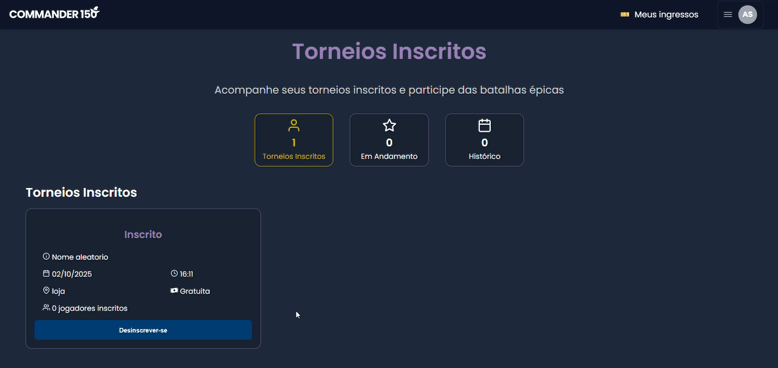 COMMANDER 150
Meus ingressos
AS
Torneios Inscritos
Acompanhe seus torneios inscritos e participe das batalhas épicas
1
Torneios Inscritos
0
Em Andamento
0
Histórico
Torneios Inscritos
Inscrito
Nome aleatorio
02/10/2025 16:11
loja Gratuita
0 jogadores inscritos
Desinscrever-se